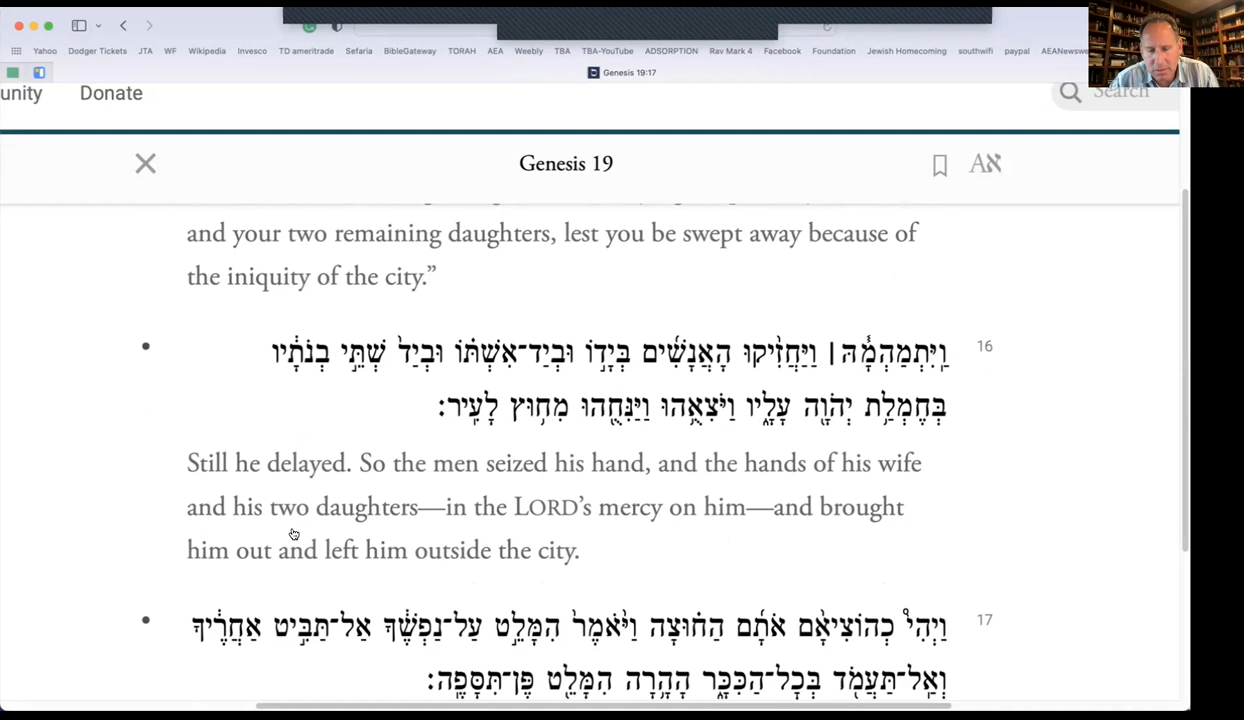 Yahoo Dodger Tickets JTA WF Wikipedia Invesco TD ameritrade Sefaria BibleGateway TORAH AEA Weebly TBA TBA-YouTube ADSORPTION Rav Mark 4 Facebook Foundation Jewish Homecoming southwifi paypal AEANewswe
Genesis 19:17
unity Donate Search
Genesis 19 Aא
and your two remaining daughters, lest you be swept away because of
the iniquity of the city.”
16
וַֽיִּתְמַהְמָ֓הּ ׀ וַיַּחֲזִ֨יקוּ הָאֲנָשִׁ֜ים בְּיָד֣וֹ וּבְיַד־אִשְׁתּ֗וֹ וּבְיַד֙ שְׁתֵּ֣י בְנֹתָ֔יו
בְּחֶמְלַ֥ת יְהֹוָ֖ה עָלָ֑יו וַיֹּצִאֻ֥הוּ וַיַּנִּחֻ֖הוּ מִח֥וּץ לָעִֽיר׃
Still he delayed. So the men seized his hand, and the hands of his wife
and his two daughters—in the LORD’s mercy on him—and brought
him out and left him outside the city.
17
וַיְהִי֩ כְהוֹצִיאָ֨ם אֹתָ֜ם הַח֗וּצָה וַיֹּ֙אמֶר֙ הִמָּלֵ֣ט עַל־נַפְשֶׁ֔ךָ אַל־תַּבִּ֣יט אַחֲרֶ֔יךָ
וְאַֽל־תַּעֲמֹ֖ד בְּכׇל־הַכִּכָּ֑ר הָהָ֥רָה הִמָּלֵ֖ט פֶּן־תִּסָּפֶֽה׃